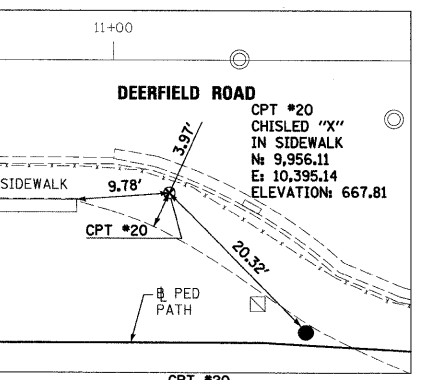 11+00
DEERFIELD ROAD
CPT #20
CHISLED "X"
IN SIDEWALK
N: 9,956.11
E: 10,395.14
ELEVATION: 667.81
3.97'
SIDEWALK
9.78'
CPT #20
20.32'
PED
PATH
CPT #20